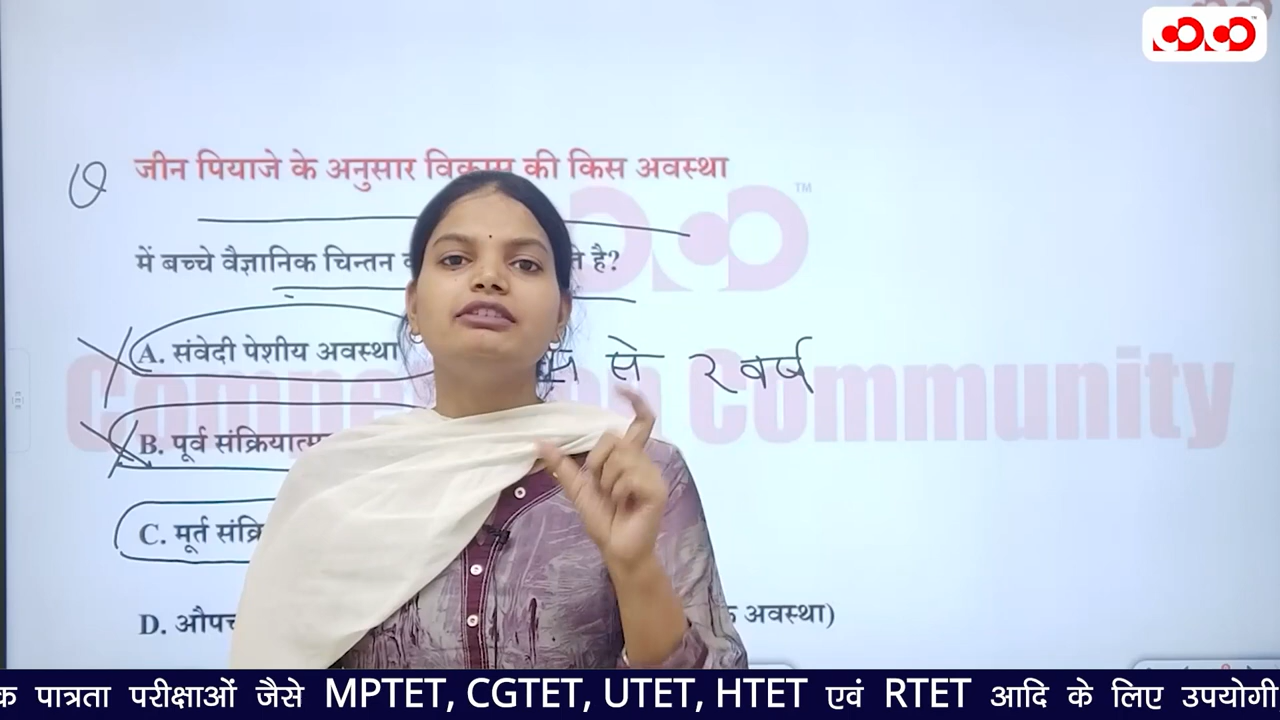 Q जीन पियाजे के अनुसार विकास की किस अवस्था
TM
में बच्चे वैज्ञानिक चिन्तन है?
A. संवेदी पेशीय अवस्था से २ वर्ष
Community
B. पूर्व
C. मूर्त
D. अवस्था)
पात्रता परीक्षाओं जैसे MPTET, CGTET, UTET, HTET एवं RTET आदि के लिए उपयोगी